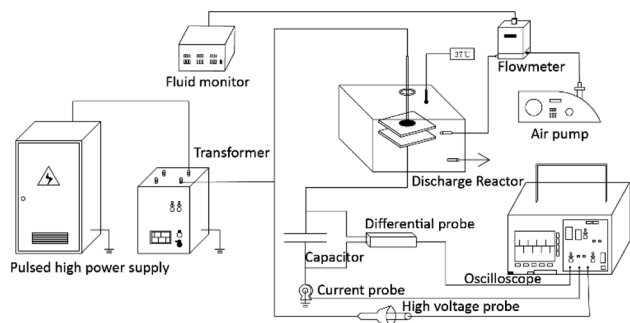 Fluid monitor
37℃
Flowmeter
Air pump
Transformer
Discharge Reactor
Pulsed high power supply
Differential probe
Capacitor
Oscilloscope
Current probe
High voltage probe